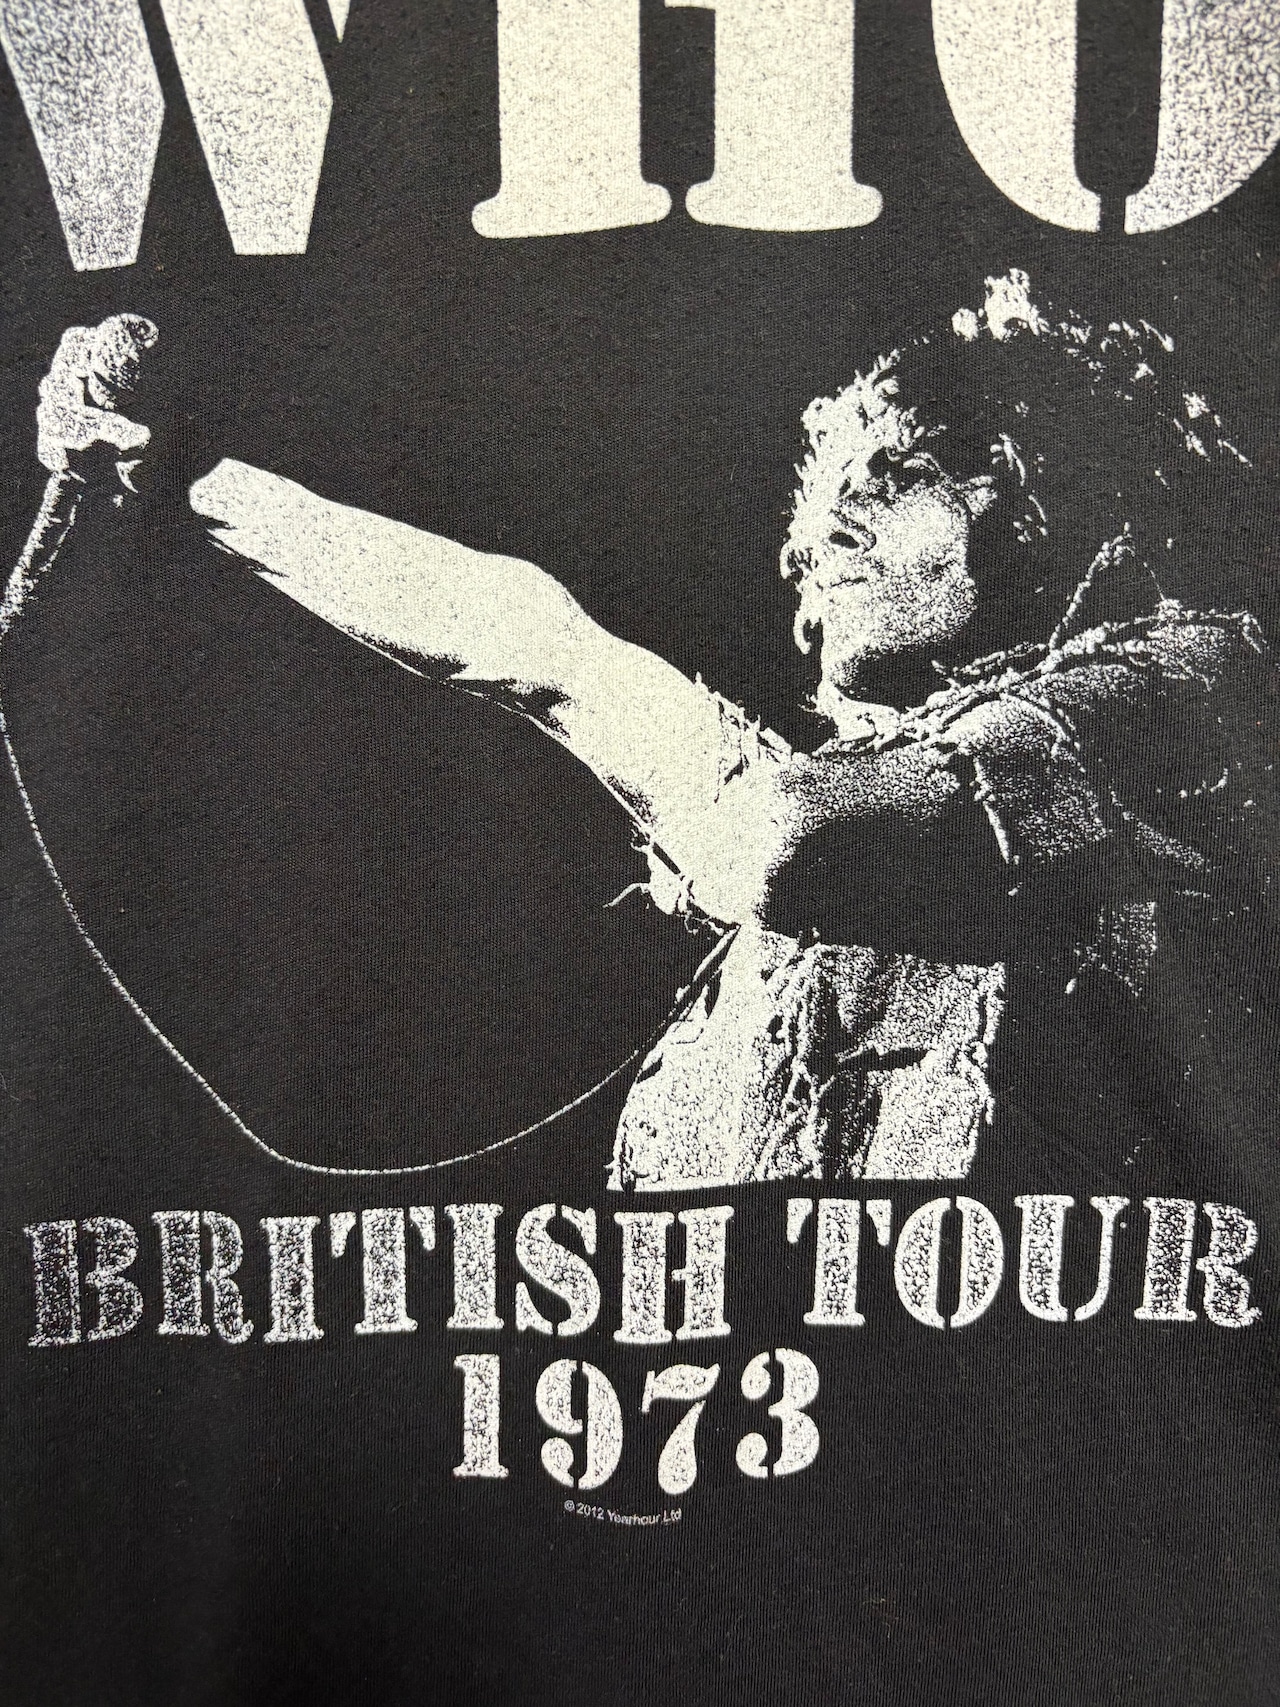 WHO
BRITISH TOUR
1973
© 2012 Yearhour Ltd